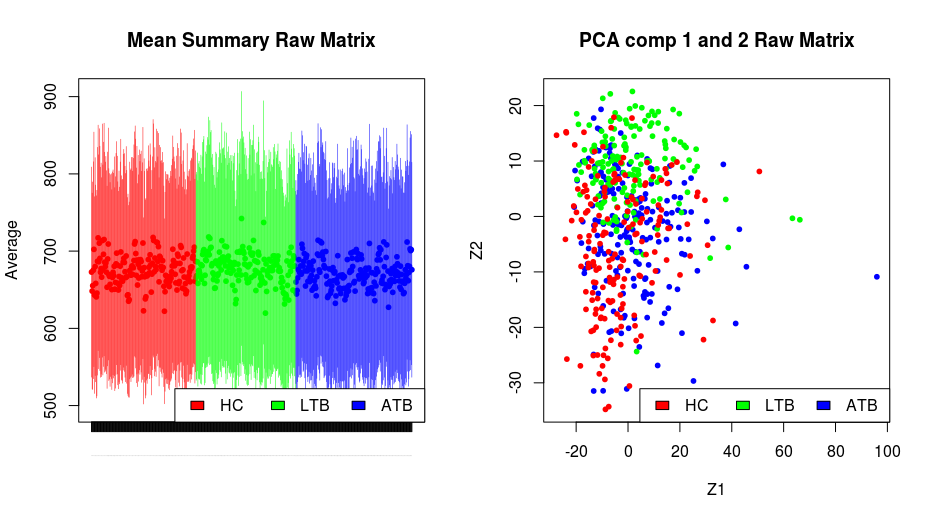 Mean Summary Raw Matrix
Average
900
800
700
600
500
HC LTB ATB
PCA comp 1 and 2 Raw Matrix
Z2
20
10
0
-10
-20
-30
HC LTB ATB
-20 0 20 40 60 80 100
Z1